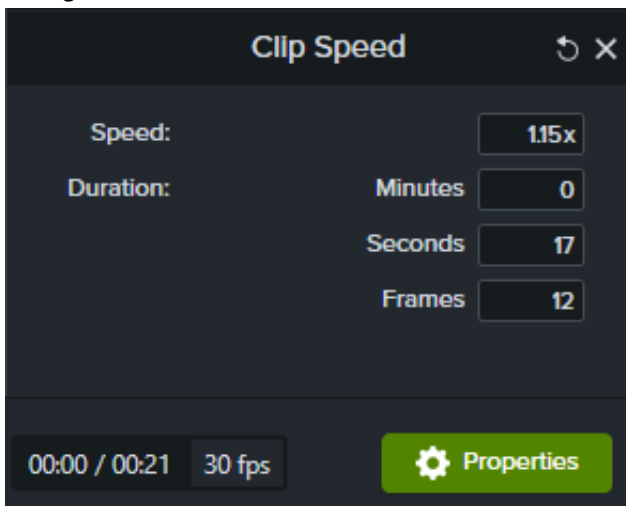 Clip Speed
Speed: 1.15x
Duration: Minutes 0
Seconds 17
Frames 12
00:00 / 00:21 30 fps Properties